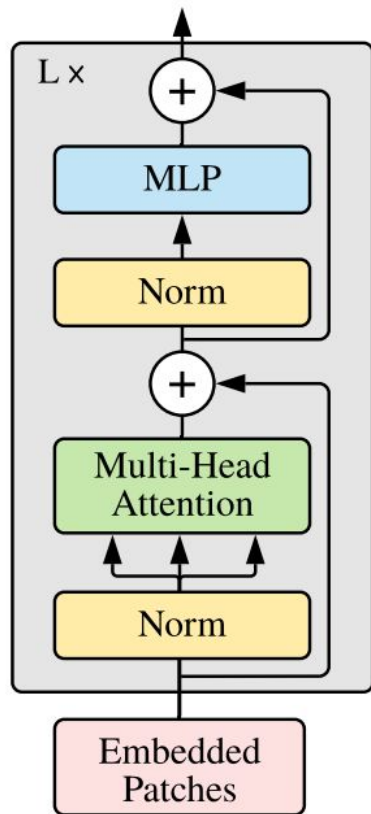 L ×
+
MLP
Norm
+
Multi-Head
Attention
Norm
Embedded
Patches